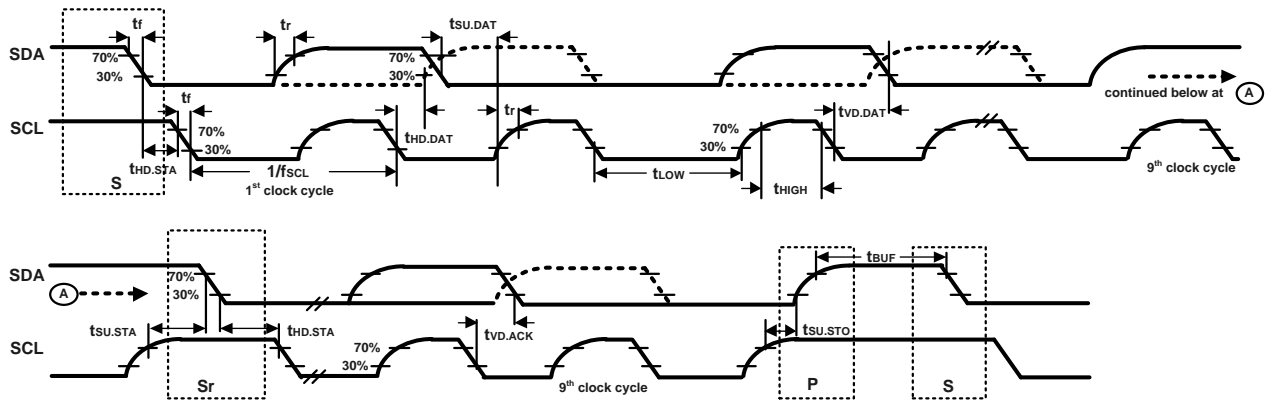 tf tr tSU.DAT
SDA 70% 30% 70% 30%
continued below at A
tf tHD.DAT tr tVD.DAT
SCL 70% 30% 70% 30%
tHD.STA 1/fSCL tLOW tHIGH
S 1st clock cycle 9th clock cycle
SDA 70% 30% tBUF
A
tSU.STA tHD.STA tVD.ACK tSU.STO
SCL 70% 30%
Sr 9th clock cycle P S